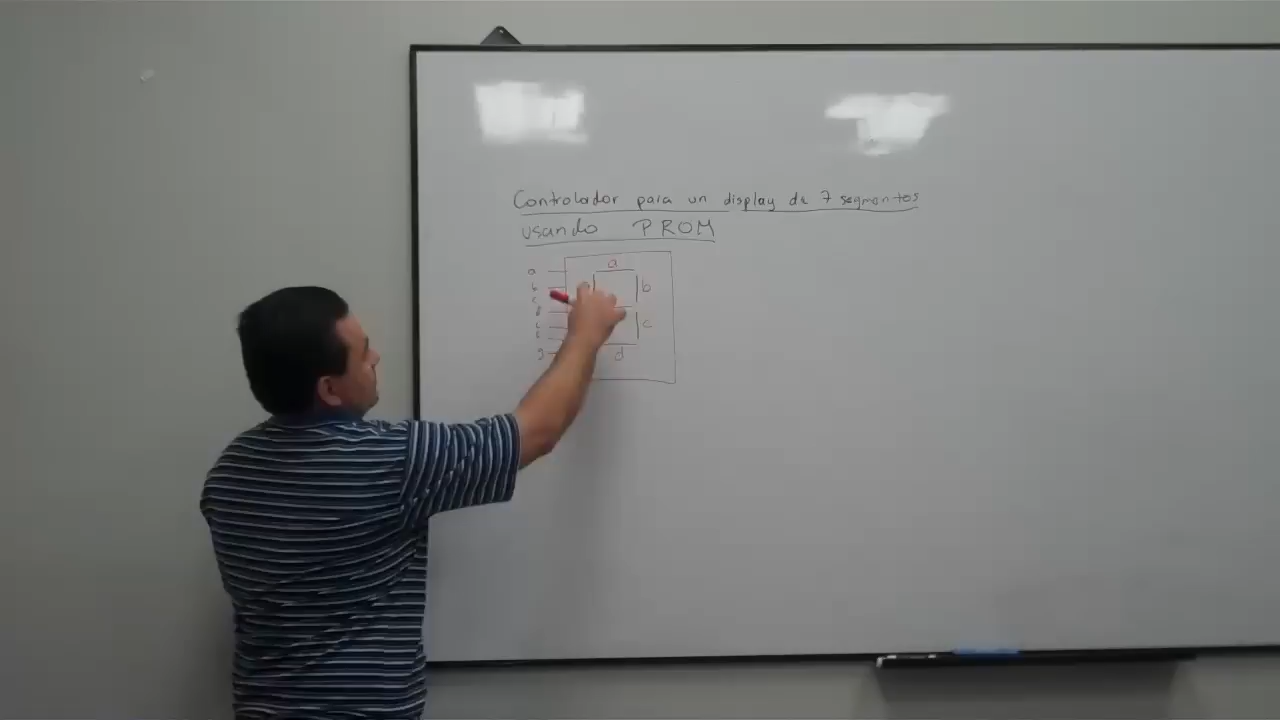 Controlador para un display de 7 segmentos
usando PROM
a
a
b
b
c
c
g
d